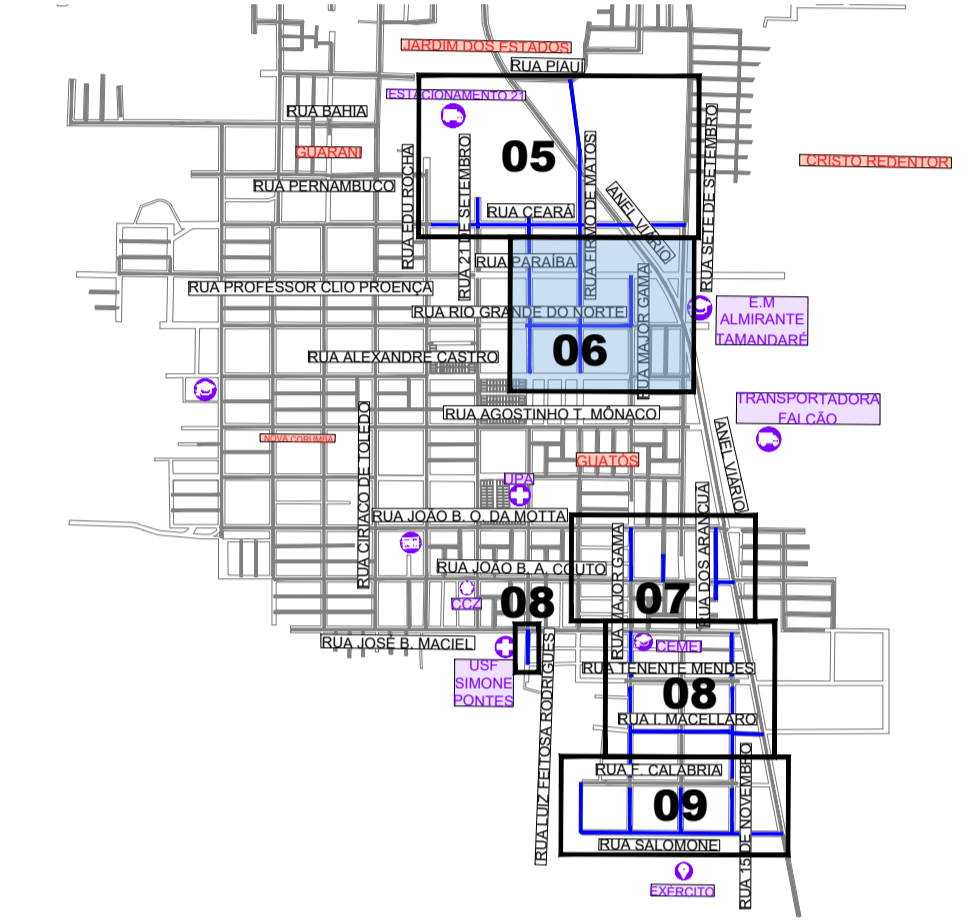 JARDIM DOS ESTADOS
RUA PIAUI
ESTACIONAMENTO 21
RUA BAHIA
GUARANI
05
CRISTO REDENTOR
RUA PERNAMBUCO
RUA EDU ROCHA
RUA 21 DE SETEMBRO
RUA CEARÁ
RUA FIRMO DE MATOS
ANEL VIÁRIO
RUA SETE DE SETEMBRO
RUA PARAÍBA
RUA PROFESSOR CLIO PROENÇA
RUA RIO GRANDE DO NORTE
RUA MAJOR GAMA
E.M
ALMIRANTE
TAMANDARÉ
RUA ALEXANDRE CASTRO
06
RUA AGOSTINHO T. MÔNACO
TRANSPORTADORA
FALCÃO
NOVA CORUMBÁ
RUA CIRIACO DE TOLEDO
GUATÓS
ANEL VIÁRIO
UPA
RUA JOÃO B. O. DA MOTTA
RUA MAJOR GAMA
RUA DOS ARANCUÃ
RUA JOÃO B. A. COUTO
CCZ
08
07
RUA JOSÉ B. MACIEL
CEMEI
USF
SIMONE
PONTES
RUA LUIZ FEITOSA RODRIGUES
RUA TENENTE MENDES
08
RUA I. MACELLARO
RUA F. CALÁBRIA
RUA 15 DE NOVEMBRO
09
RUA SALOMONE
EXÉRCITO